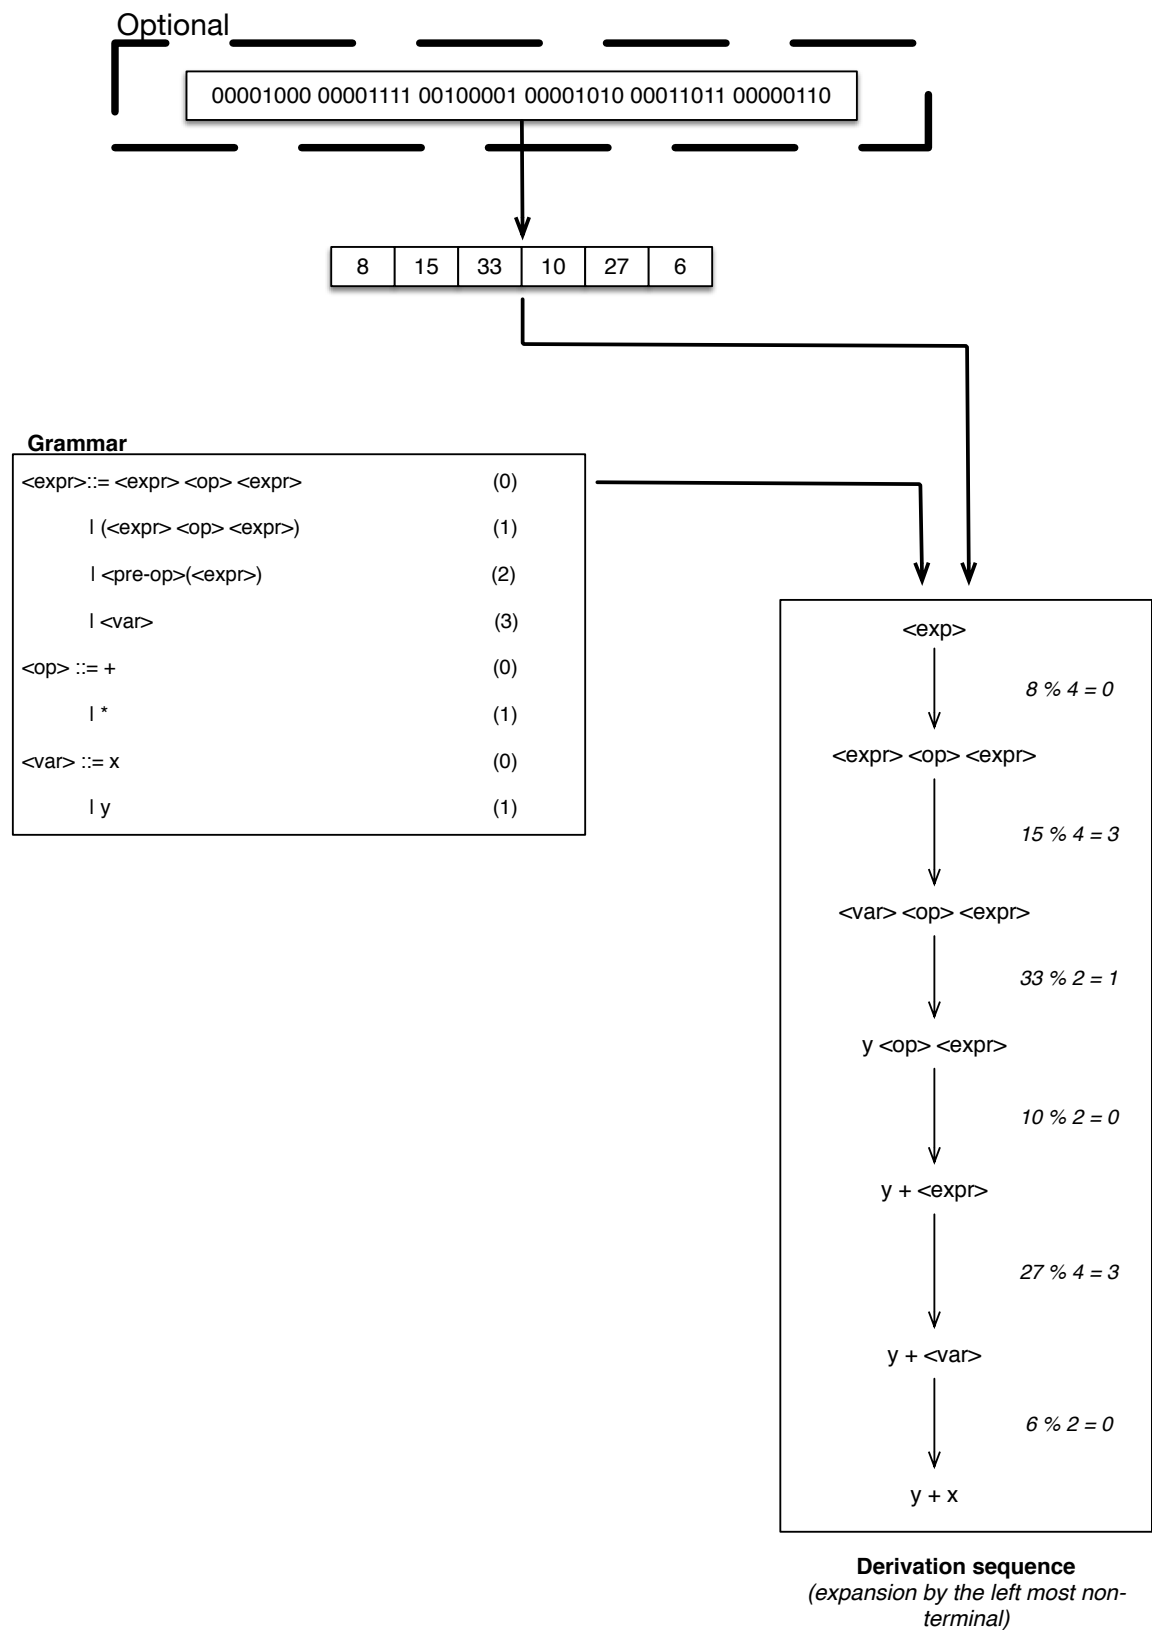 Optional
00001000 00001111 00100001 00001010 00011011 00000110
8 15 33 10 27 6
Grammar
<expr>::= <expr> <op> <expr> (0)
| (<expr> <op> <expr>) (1)
| <pre-op>(<expr>) (2)
| <var> (3)
<op> ::= + (0)
| * (1)
<var> ::= x (0)
| y (1)
<exp>
8 % 4 = 0
<expr> <op> <expr>
15 % 4 = 3
<var> <op> <expr>
33 % 2 = 1
y <op> <expr>
10 % 2 = 0
y + <expr>
27 % 4 = 3
y + <var>
6 % 2 = 0
y + x
Derivation sequence
(expansion by the left most non-
terminal)